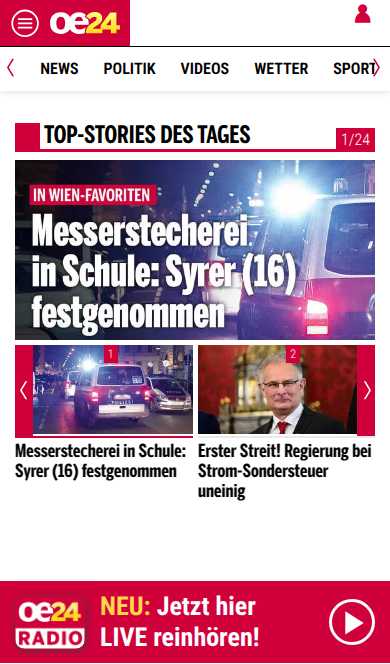 oe24
NEWS POLITIK VIDEOS WETTER SPORT
TOP-STORIES DES TAGES
1/24
IN WIEN-FAVORITEN
Messerstecherei
in Schule: Syrer (16)
festgenommen
1
2
POLIZEI
Messerstecherei in Schule:
Syrer (16) festgenommen
Erster Streit! Regierung bei
Strom-Sondersteuer
uneinig
oe24
RADIO
NEU: Jetzt hier
LIVE reinhören!